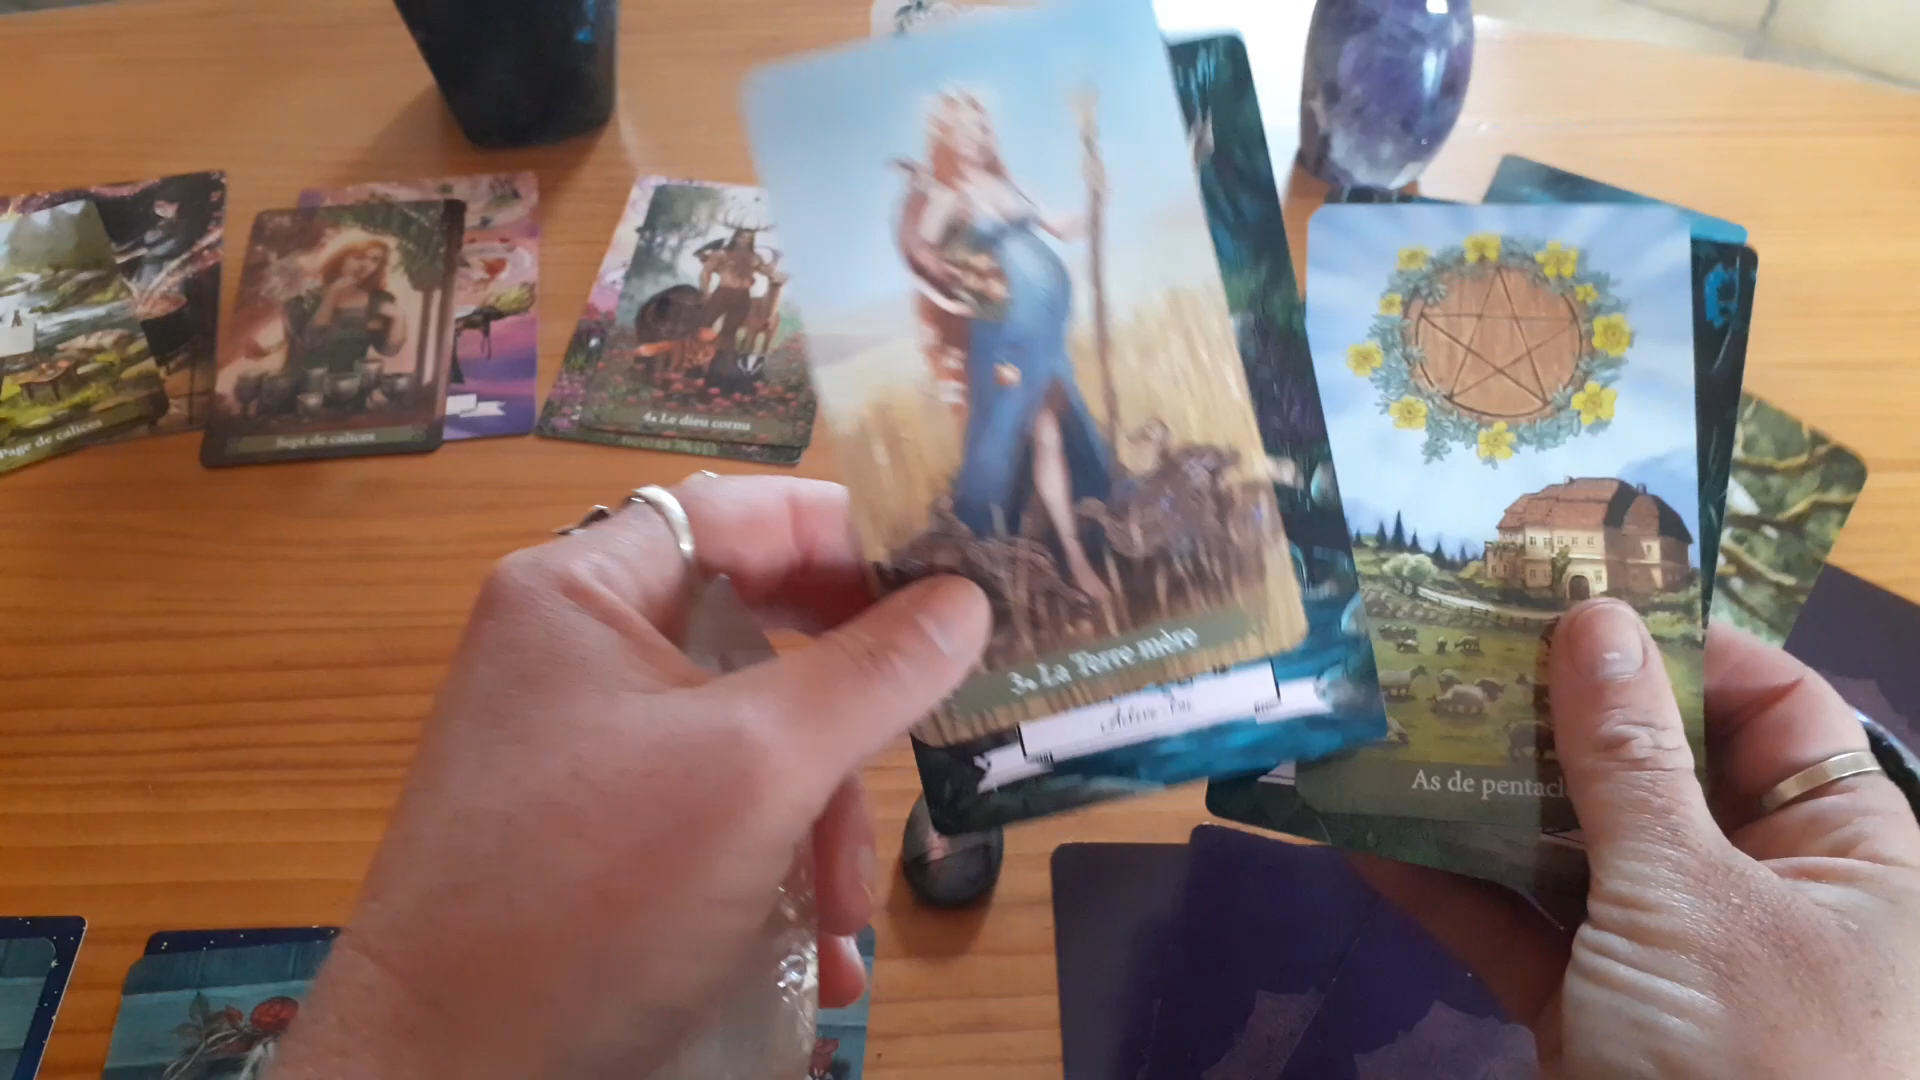 Page de calices
Sept de calices
4. Le dieu cornu
3. La Terre-mère
As de pentacl